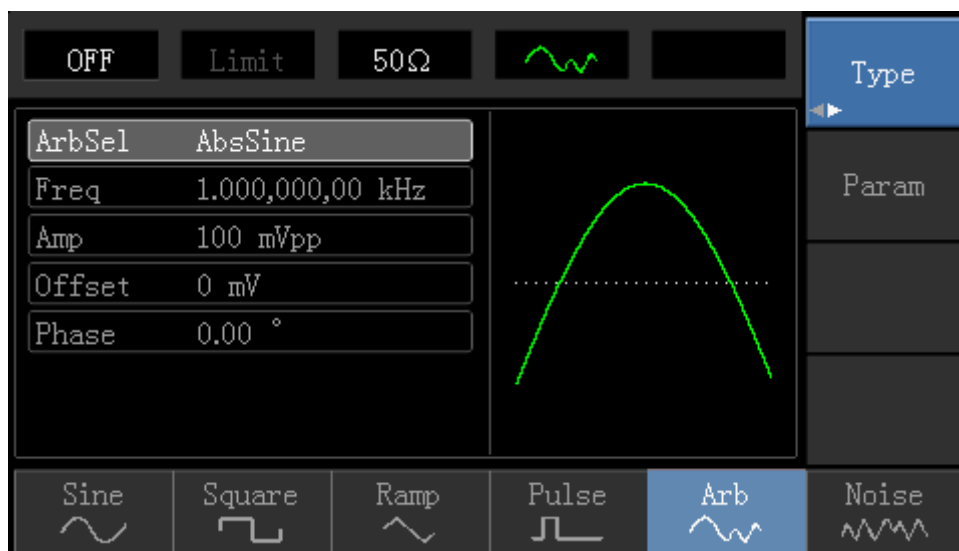 OFF Limit 50Ω
Type
ArbSel AbsSine
Freq 1.000,000,00 kHz
Param
Amp 100 mVpp
Offset 0 mV
Phase 0.00 °
Sine Square Ramp Pulse Arb Noise